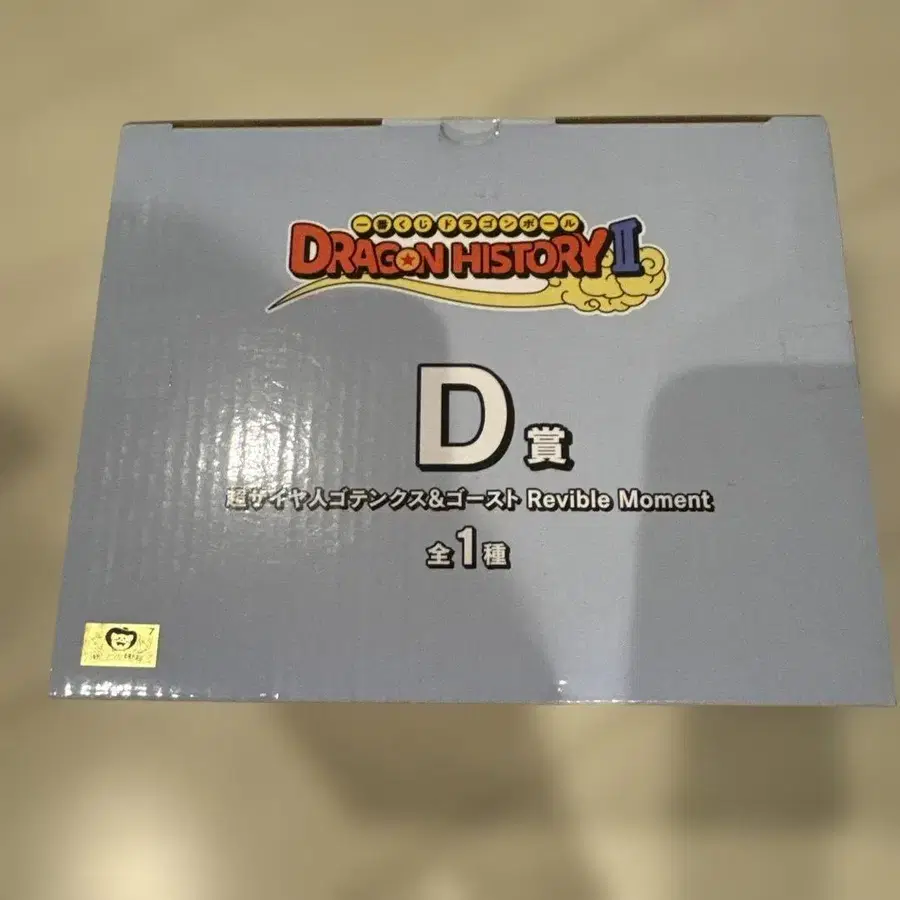 一番くじドラゴンボール
DRAGON HISTORY II
D賞
超サイヤ人ゴテンクス&ゴースト Revible Moment
全1種
7